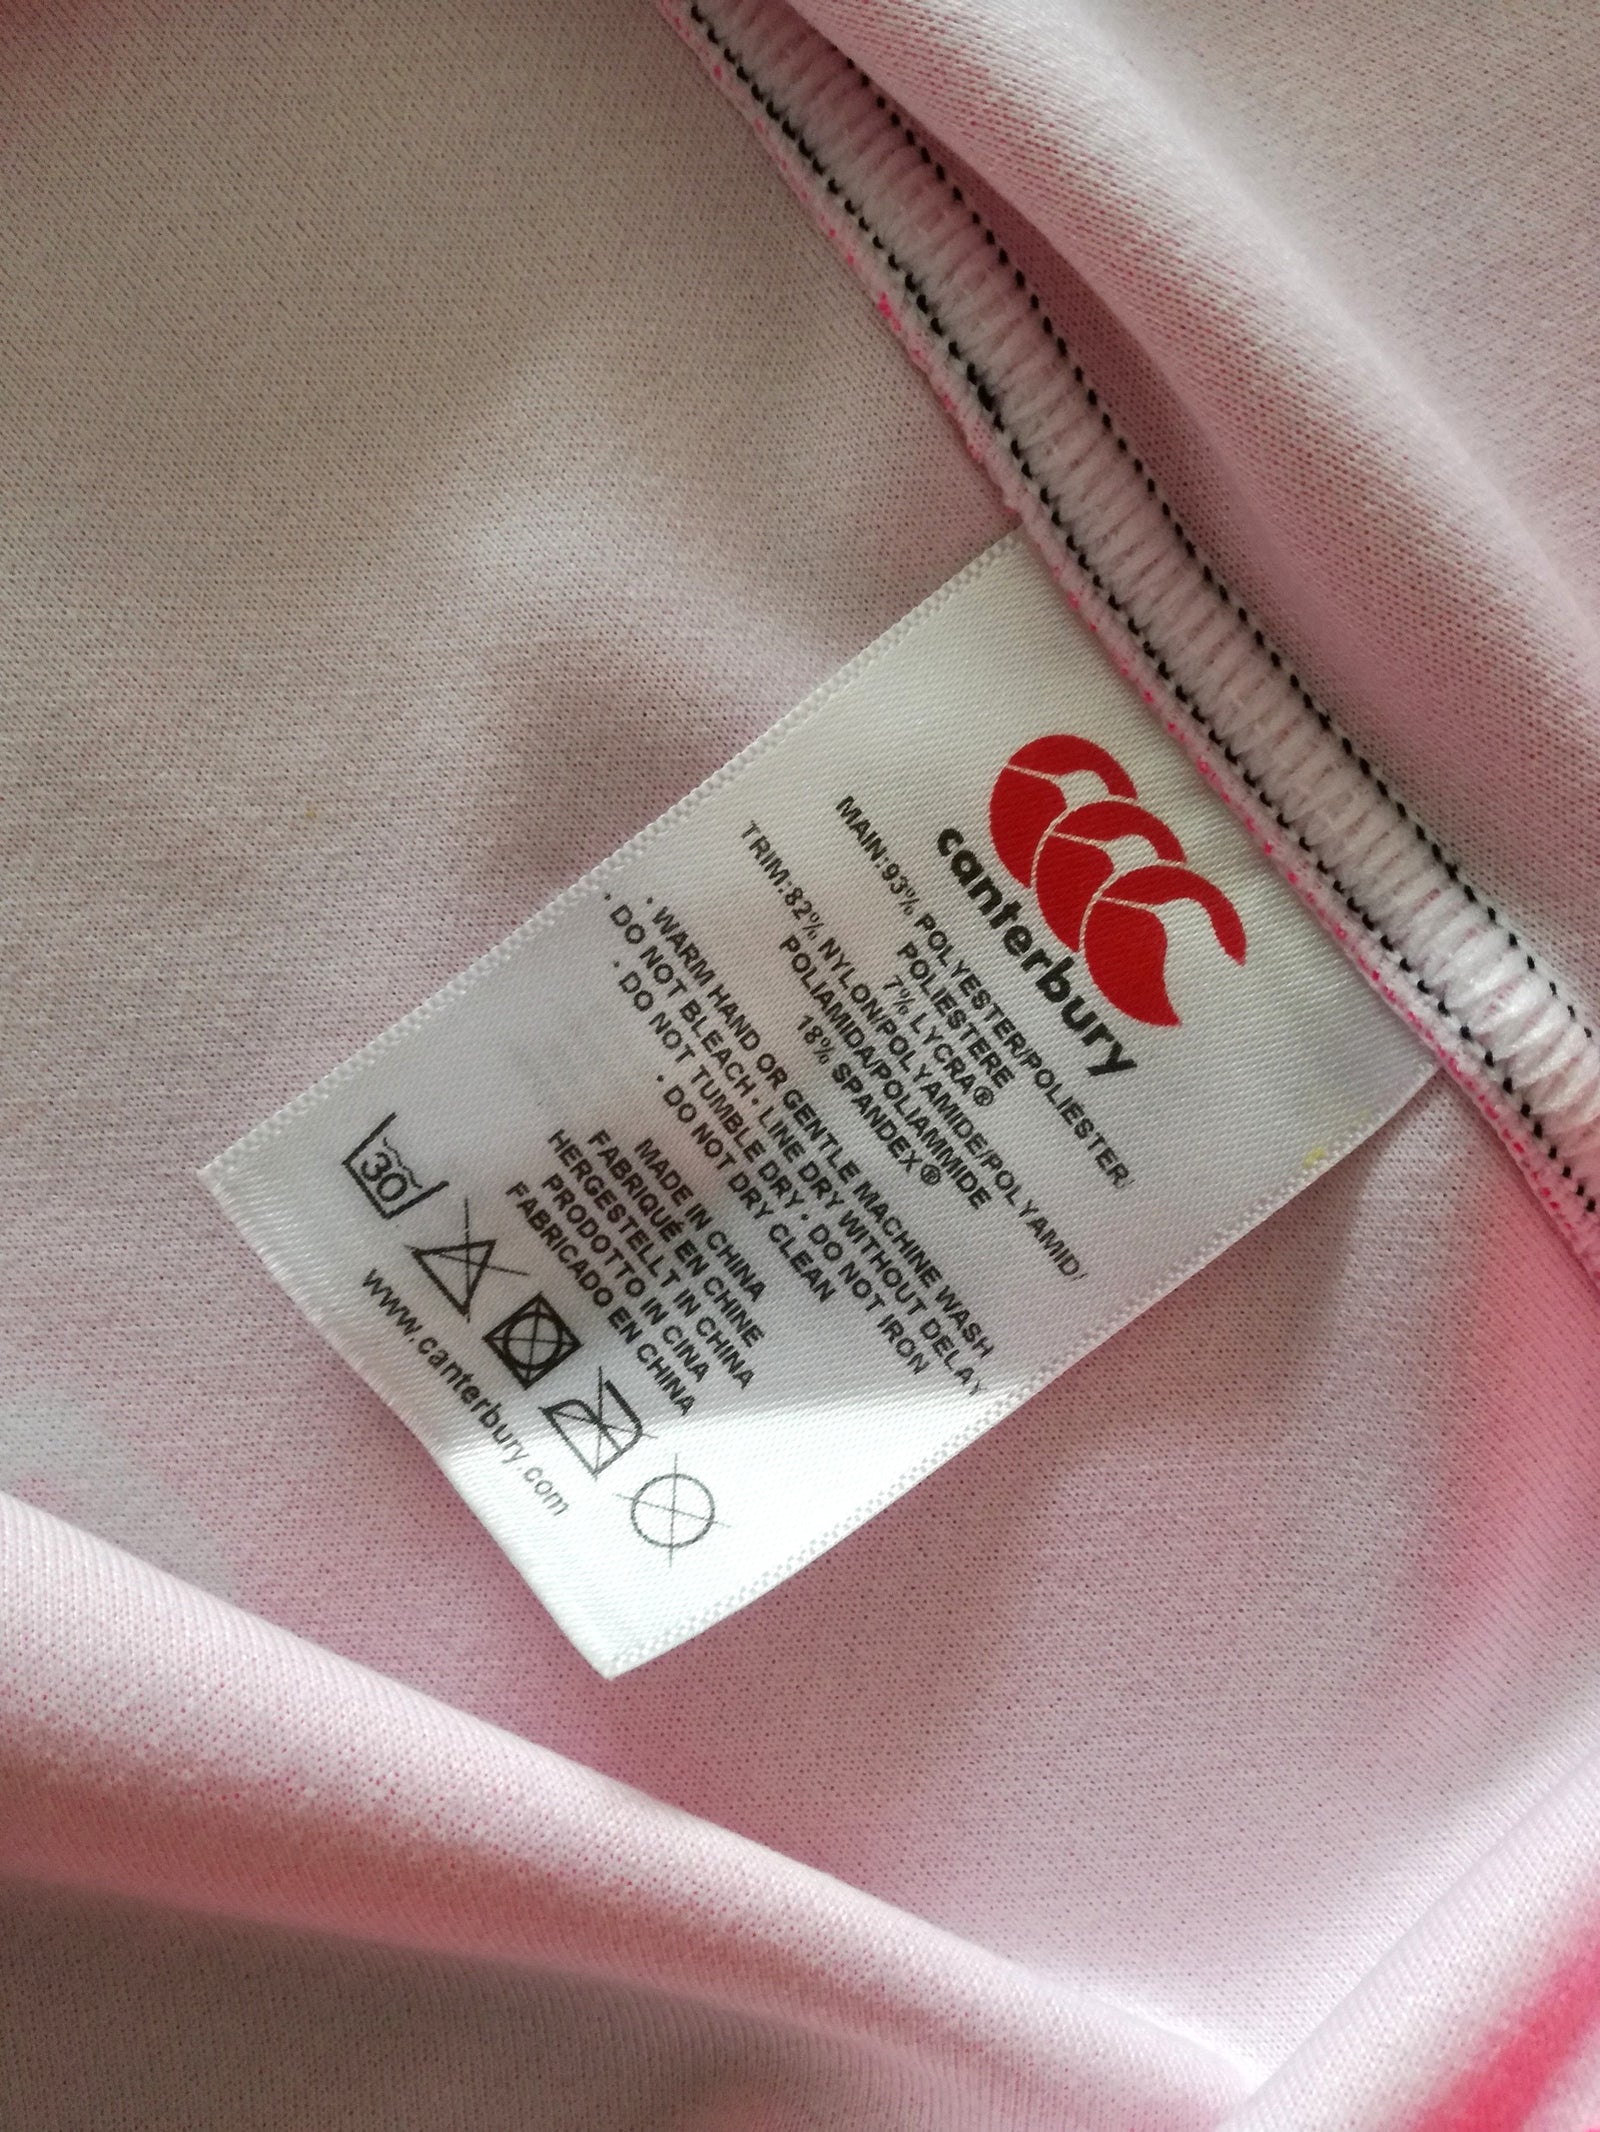 canterbury
MAIN:93% POLYESTER/POLIESTER/
POLIESTERE
7% LYCRA®
TRIM:82% NYLONPOLYAMIDE/POLYAMID/
POLIAMIDA/POLIAMMIDE
18% SPANDEX®
· WARM HAND OR GENTLE MACHINE WASH
· DO NOT BLEACH · LINE DRY WITHOUT DELAY
· DO NOT TUMBLE DRY · DO NOT IRON
· DO NOT DRY CLEAN
MADE IN CHINA
FABRIQUÉ EN CHINE
HERGESTELLT IN CHINA
PRODOTTO IN CINA
FABRICADO EN CHINA
30
www.canterbury.com